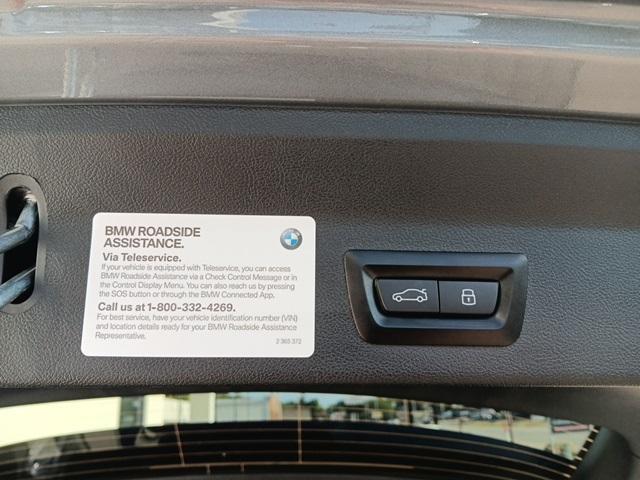 BMW ROADSIDE
ASSISTANCE.
Via Teleservice.
If your vehicle is equipped with Teleservice, you can access
BMW Roadside Assistance via a Check Control Message or in
the Control Display Menu. You can also reach us by pressing
the SOS button or through the BMW Connected App.
Call us at 1-800-332-4269.
For best service, have your vehicle identification number (VIN)
and location details ready for your BMW Roadside Assistance
Representative.
2 365 372